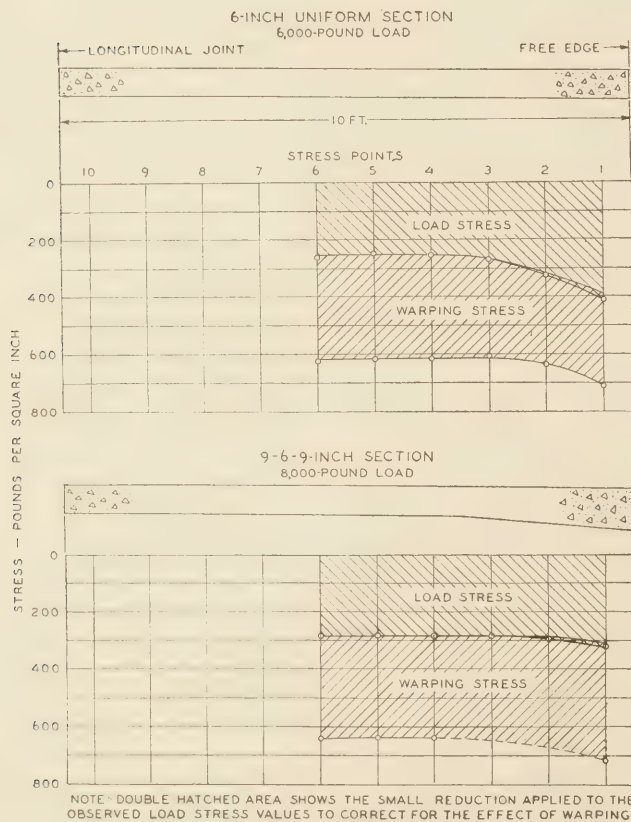 6-INCH UNIFORM SECTION
6,000-POUND LOAD
LONGITUDINAL JOINT
FREE EDGE
10 FT.
STRESS POINTS
10 9 8 7 6 5 4 3 2 1
0
LOAD STRESS
200
400
WARPING STRESS
600
800
STRESS — POUNDS PER SQUARE INCH
9-6-9-INCH SECTION
8,000-POUND LOAD
0
LOAD STRESS
200
400
WARPING STRESS
600
800
NOTE-DOUBLE HATCHED AREA SHOWS THE SMALL REDUCTION APPLIED TO THE
OBSERVED LOAD STRESS VALUES TO CORRECT FOR THE EFFECT OF WARPING